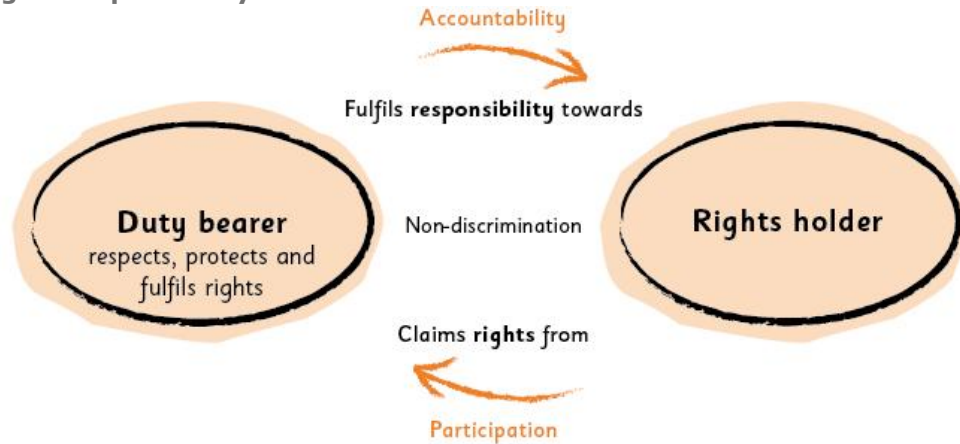 Accountability
Fulfils responsibility towards
Duty bearer
respects, protects and
fulfils rights
Non-discrimination
Rights holder
Claims rights from
Participation